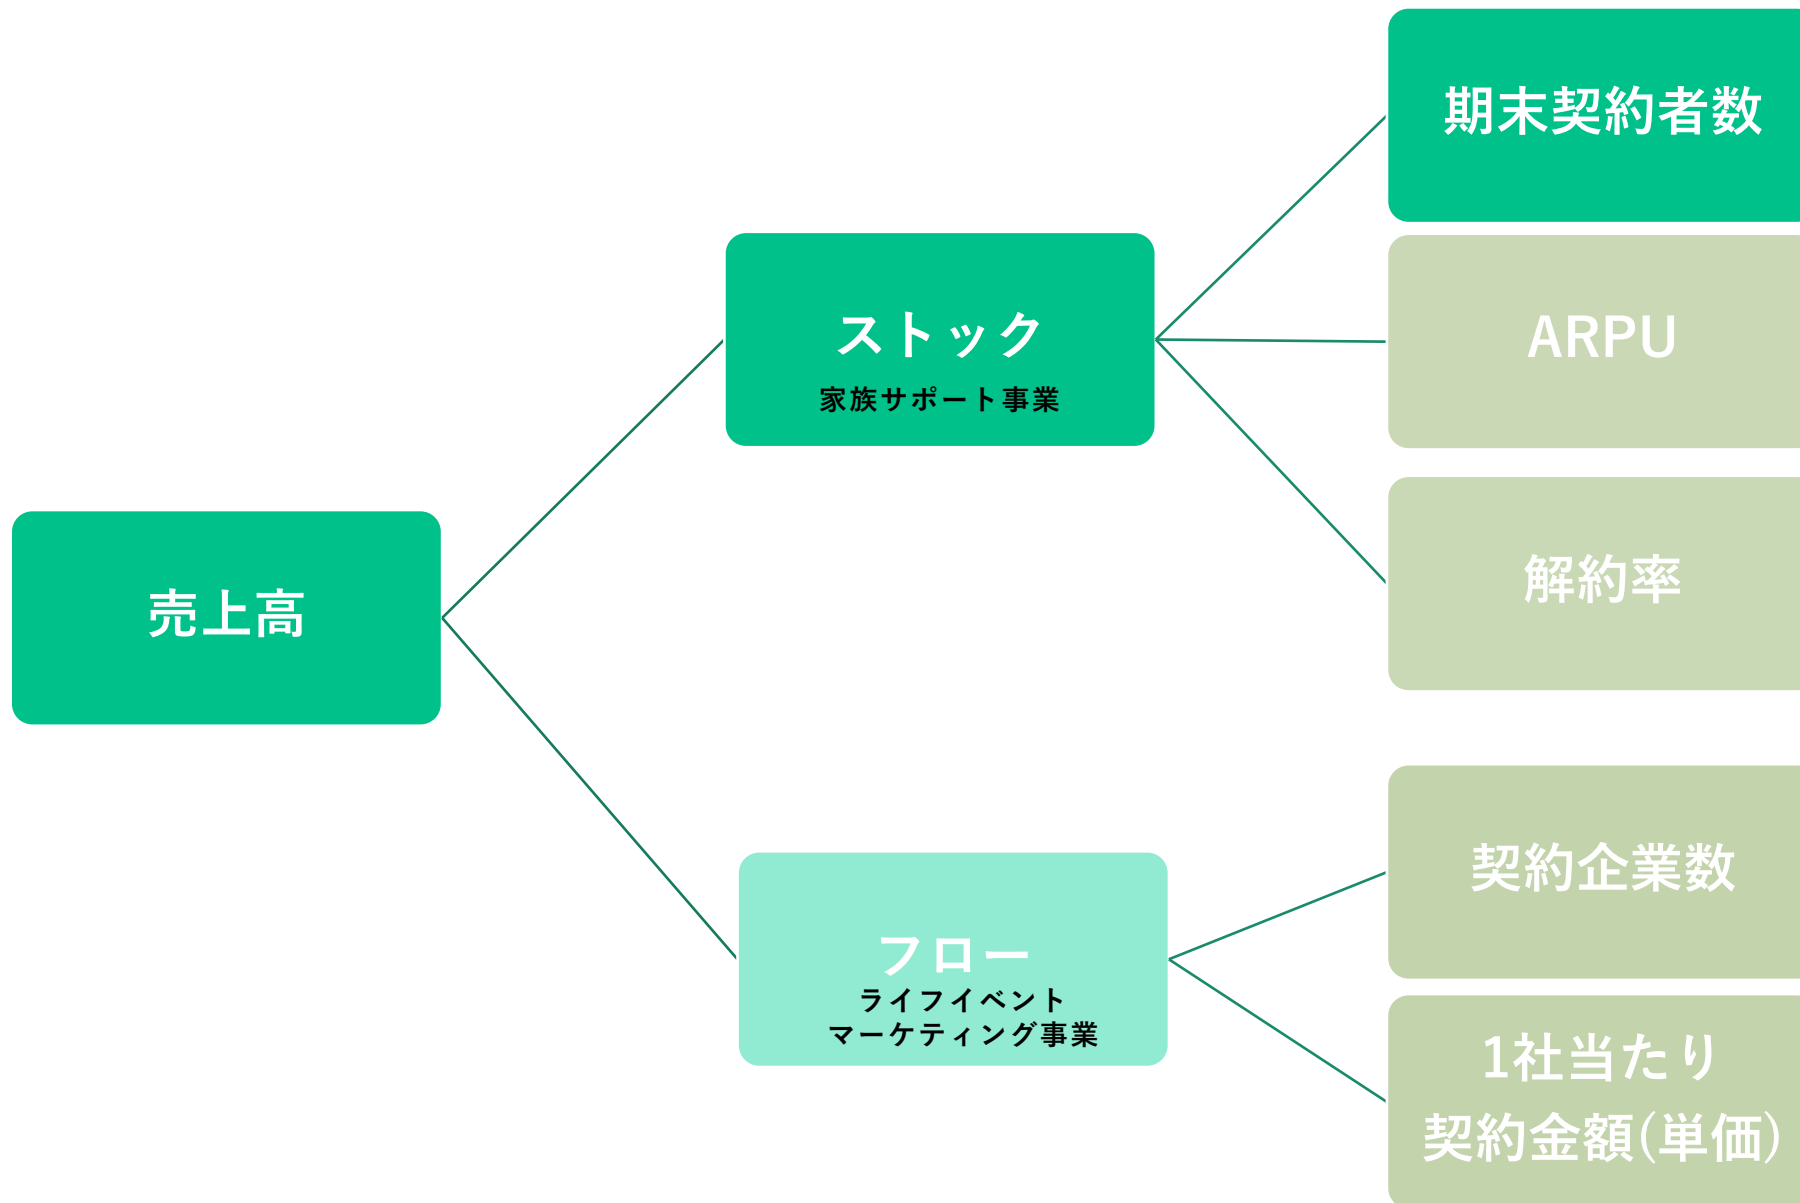 売上高
ストック
家族サポート事業
期末契約者数
ARPU
解約率
フロー
ライフイベント
マーケティング事業
契約企業数
1社当たり
契約金額(単価)